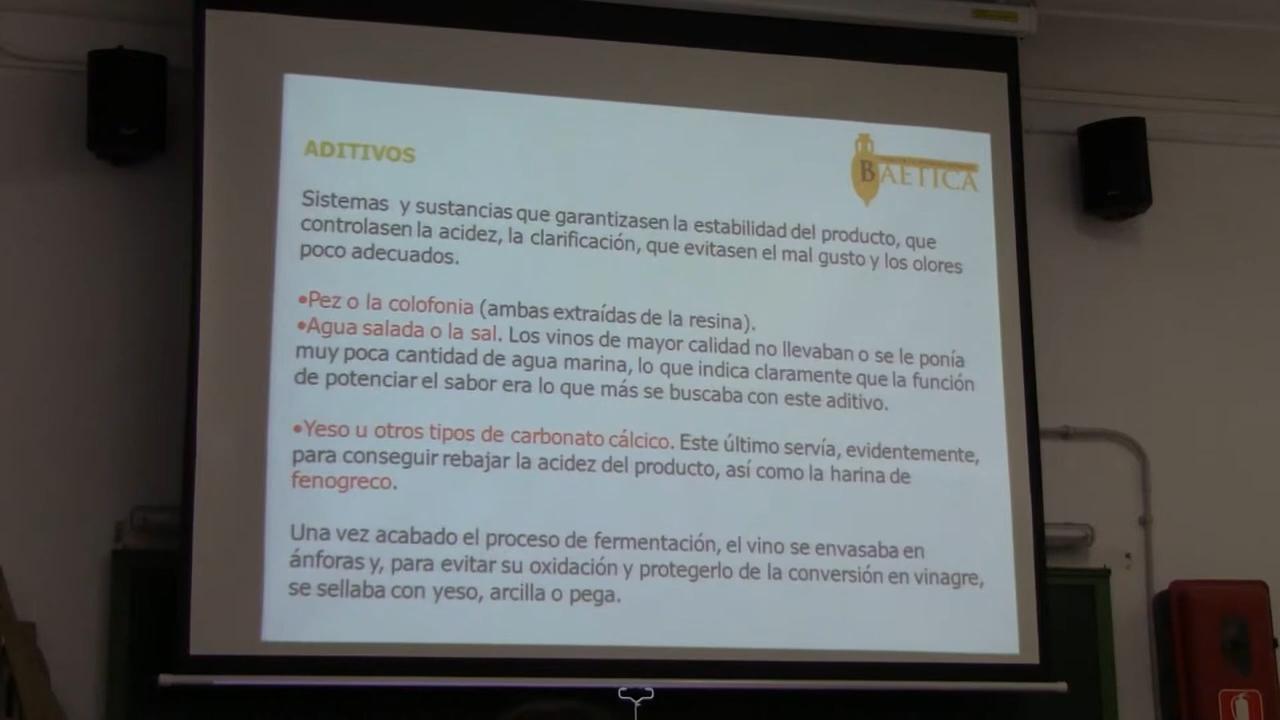 ADITIVOS
BAETICA
Sistemas y sustancias que garantizasen la estabilidad del producto, que
controlasen la acidez, la clarificación, que evitasen el mal gusto y los olores
poco adecuados.
•Pez o la colofonia (ambas extraídas de la resina).
•Agua salada o la sal. Los vinos de mayor calidad no llevaban o se le ponía
muy poca cantidad de agua marina, lo que indica claramente que la función
de potenciar el sabor era lo que más se buscaba con este aditivo.
•Yeso u otros tipos de carbonato cálcico. Este último servía, evidentemente,
para conseguir rebajar la acidez del producto, así como la harina de
fenogreco.
Una vez acabado el proceso de fermentación, el vino se envasaba en
ánforas y, para evitar su oxidación y protegerlo de la conversión en vinagre,
se sellaba con yeso, arcilla o pega.